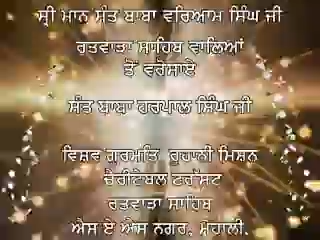 ਸ੍ਰੀ ਮਾਨ ਸੰਤ ਬਾਬਾ ਵਰਿਆਮ ਸਿੰਘ ਜੀ
ਰਤਵਾੜਾ ਸਾਹਿਬ ਵਾਲਿਆਂ
ਤੋਂ ਵਰੋਸਾਏ
ਸੰਤ ਬਾਬਾ ਹਰਪਾਲ ਸਿੰਘ ਜੀ
ਵਿਸ਼ਵ ਗੁਰਮਤਿ ਰੂਹਾਨੀ ਮਿਸ਼ਨ
ਚੈਰੀਟੇਬਲ ਟਰੱਸਟ
ਰਤਵਾੜਾ ਸਾਹਿਬ
ਐਸ ਏ ਐਸ ਨਗਰ, ਮੋਹਾਲੀ.